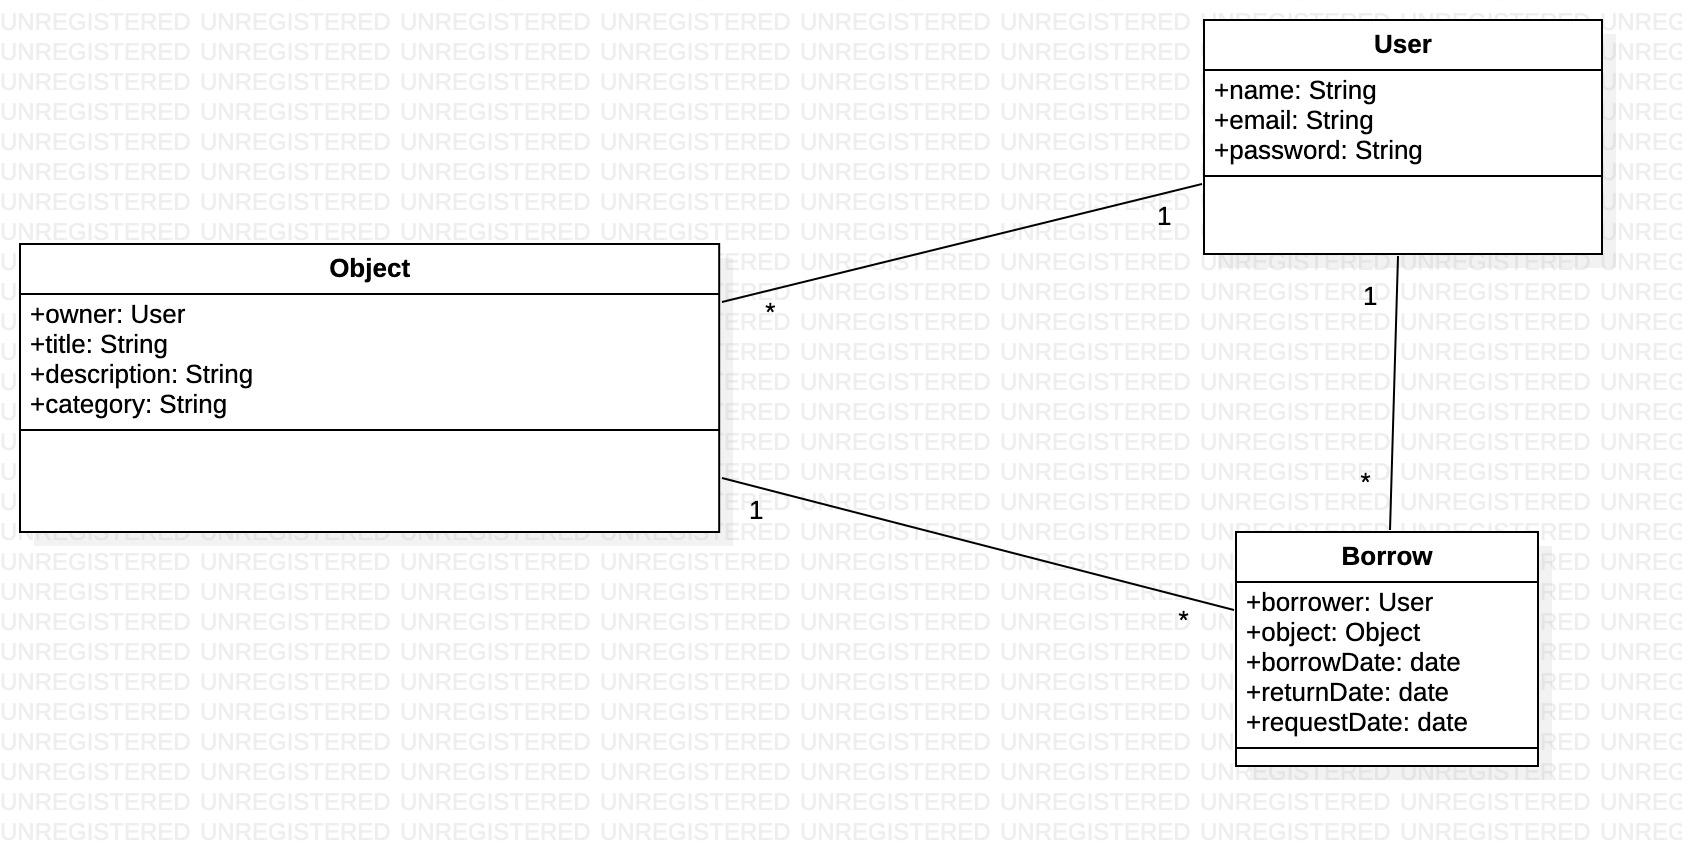 User
+name: String
+email: String
+password: String
1
Object
+owner: User
+title: String
+description: String
+category: String
*
1
1
*
*
Borrow
+borrower: User
+object: Object
+borrowDate: date
+returnDate: date
+requestDate: date
UNREGISTERED UNREGISTERED UNREGISTERED UNREGISTERED UNREGISTERED UNREGISTERED UNREGISTERED UNREGISTERED